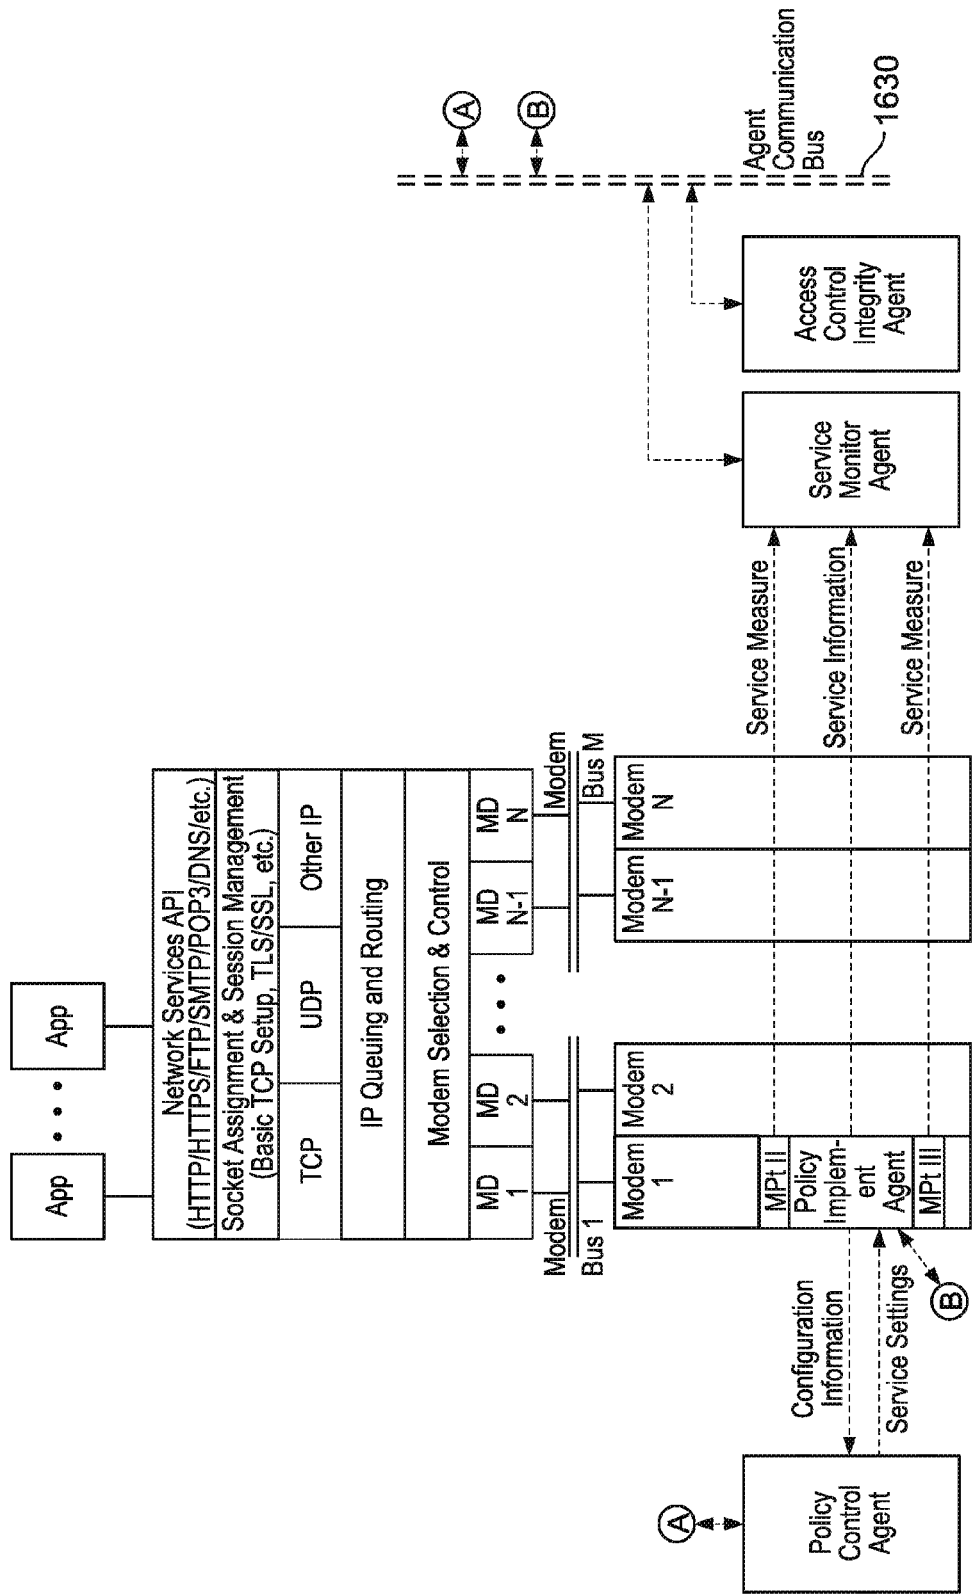 App
App
Network Services API
(HTTP/HTTPS/FTP/SMTP/POP3/DNS/etc.)
Socket Assignment & Session Management
(Basic TCP Setup, TLS/SSL, etc.)
TCP
UDP
Other IP
IP Queuing and Routing
Modem Selection & Control
MD
1
MD
2
MD
N-1
MD
N
Modem
Bus 1
Modem
Bus M
Modem
1
Modem
2
Modem
N-1
Modem
N
MPt II
Policy
Implem-
ent
Agent
MPt III
A
Policy
Control
Agent
Configuration
Information
Service Settings
B
Service Measure
Service Information
Service Measure
Service
Monitor
Agent
Access
Control
Integrity
Agent
A
B
Agent
Communication
Bus
1630